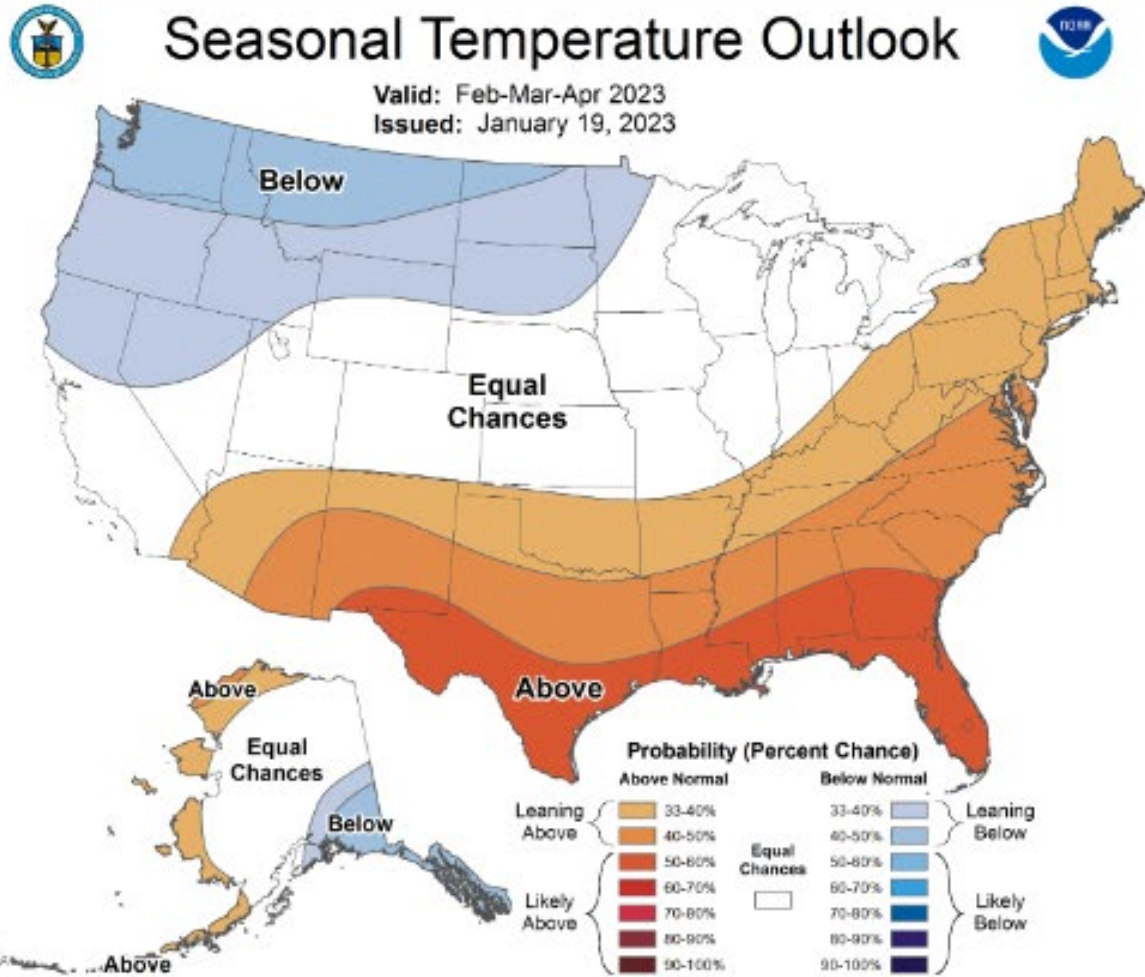 Seasonal Temperature Outlook
NOAA
Valid: Feb-Mar-Apr 2023
Issued: January 19, 2023
Below
Equal
Chances
Above
Above
Equal
Chances
Below
Above
Probability (Percent Chance)
Above Normal
Below Normal
Leaning
Above
33-40%
40-50%
Likely
Above
50-60%
60-70%
70-80%
80-90%
90-100%
Equal
Chances
33-40%
40-50%
Leaning
Below
50-60%
60-70%
70-80%
80-90%
90-100%
Likely
Below